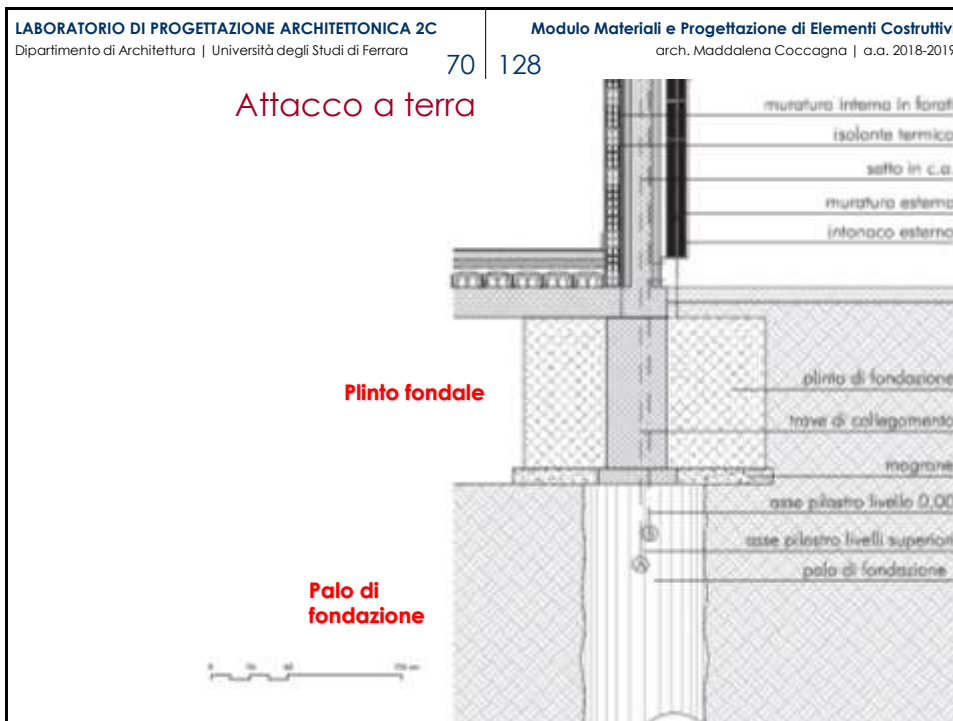 LABORATORIO DI PROGETTAZIONE ARCHITETTONICA 2C
Dipartimento di Architettura | Università degli Studi di Ferrara
70 | 128
Modulo Materiali e Progettazione di Elementi Costruttivi
arch. Maddalena Coccagna | a.a. 2018-2019
Attacco a terra
muratura interna in forati
isolante termico
setto in c.a.
muratura esterna
intonaco esterno
Plinto fondale
plinto di fondazione
trave di collegamento
magrone
asse pilastro livello 0,00
asse pilastro livelli superiori
palo di fondazione
B
A
Palo di
fondazione
0